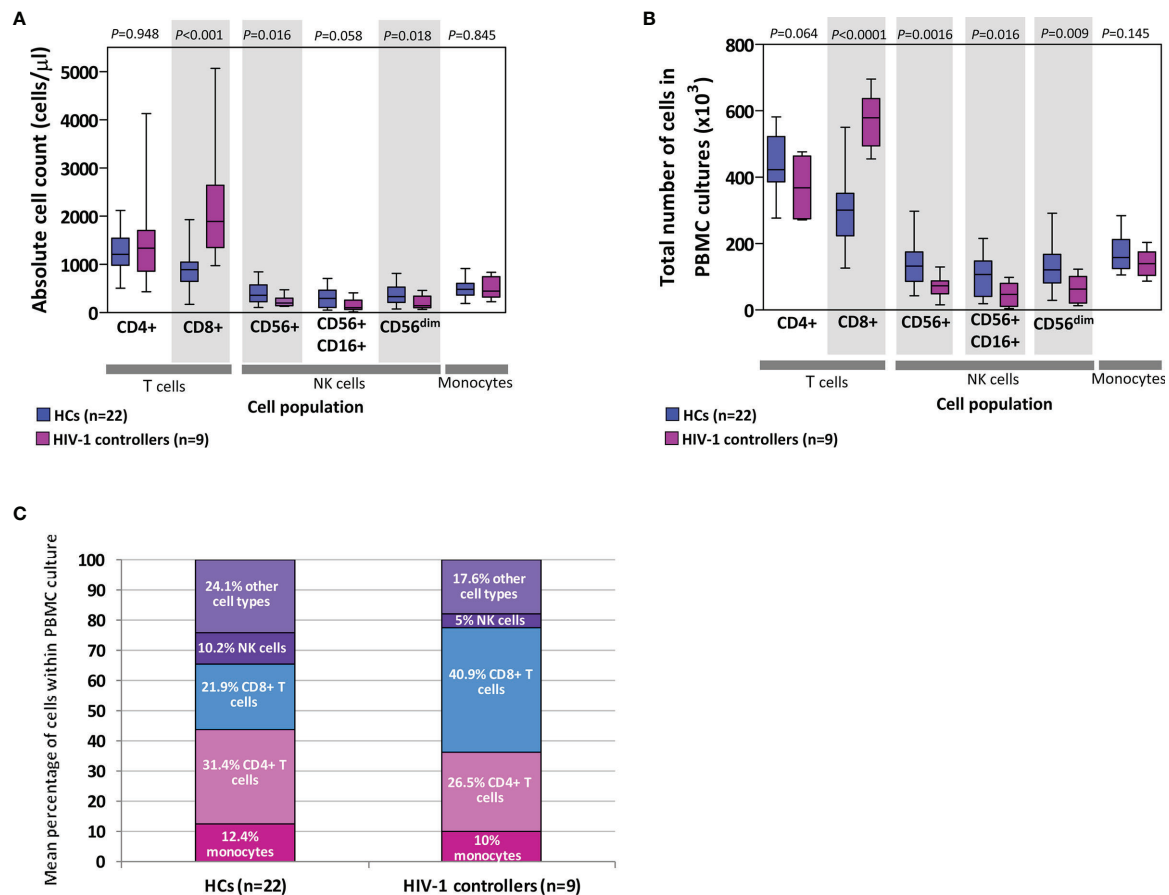 A
P=0.948 P<0.001 P=0.016 P=0.058 P=0.018 P=0.845
Absolute cell count (cells/µl)
5000
4000
3000
2000
1000
0
CD4+ CD8+ CD56+ CD56+ CD56dim
CD16+
T cells NK cells Monocytes
Cell population
HCs (n=22)
HIV-1 controllers (n=9)
B
P=0.064 P<0.0001 P=0.0016 P=0.016 P=0.009 P=0.145
Total number of cells in
PBMC cultures (x10³)
800
600
400
200
0
CD4+ CD8+ CD56+ CD56+ CD56dim
CD16+
T cells NK cells Monocytes
Cell population
HCs (n=22)
HIV-1 controllers (n=9)
C
Mean percentage of cells within PBMC culture
100
90
80
70
60
50
40
30
20
10
0
24.1% other
cell types
10.2% NK cells
21.9% CD8+ T
cells
31.4% CD4+ T
cells
12.4%
monocytes
17.6% other
cell types
5% NK cells
40.9% CD8+ T
cells
26.5% CD4+ T
cells
10%
monocytes
HCs (n=22) HIV-1 controllers (n=9)